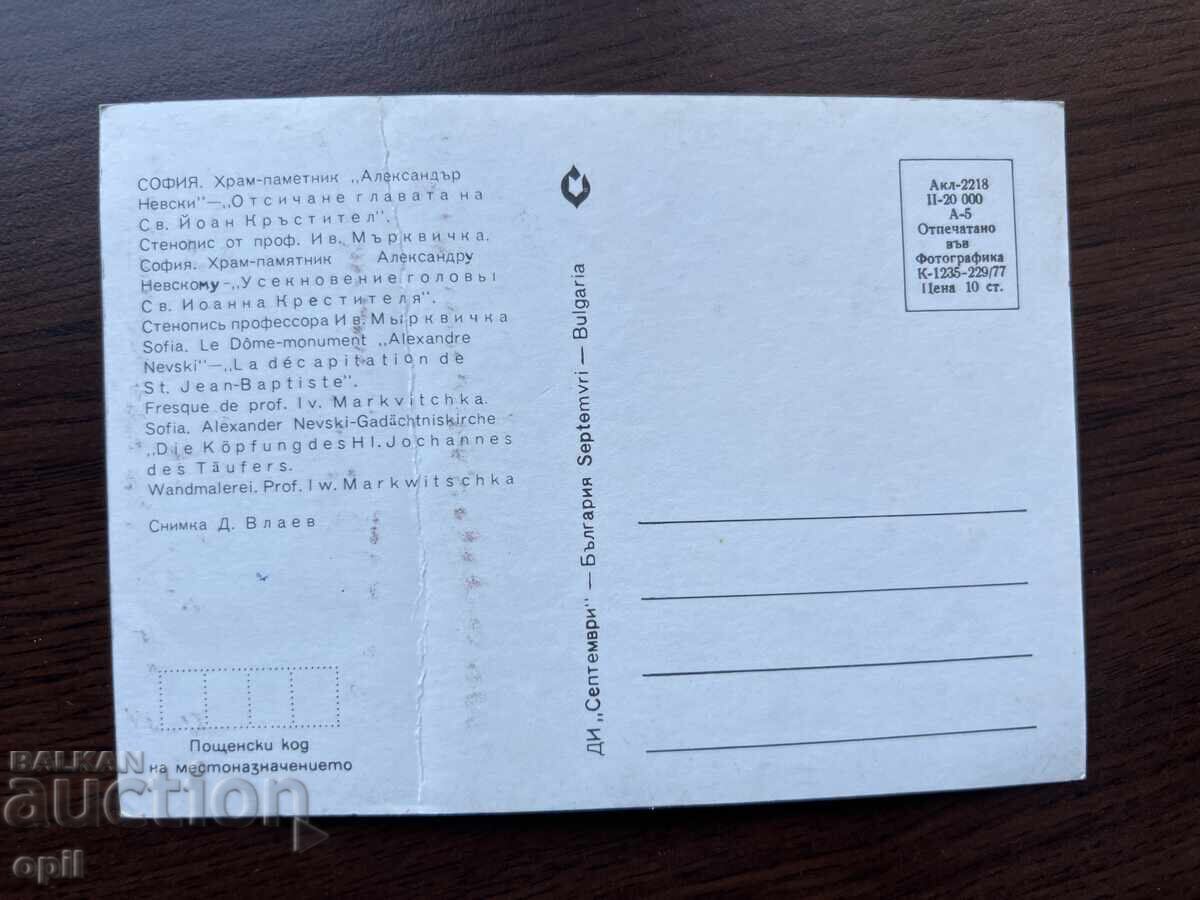 СОФИЯ. Храм-паметник „Александър
Невски"—„Отсичане главата на
Св. Йоан Кръстител".
Стенопис от проф. Ив. Мърквичка.
София. Храм-памятник Александру
Невскому-„Усекновение головы
Св. Иоанна Крестителя".
Стенопись профессора Ив. Мырквичка
Sofia. Le Dôme-monument „Alexandre
Nevski"—„La décapitation de
St. Jean-Baptiste".
Fresque de prof. Iv. Markvitchka.
Sofia. Alexander Nevski-Gadächtniskirche
„Die Köpfung des Hl. Jochannes
des Täufers.
Wandmalerei. Prof. Iw. Markwitschka
Снимка Д. Влаев
Пощенски код
на местоназначението
ДИ „Септември" — България Septemvri — Bulgaria
Акл-2218
II-20 000
А-5
Отпечатано
във
Фотографика
К-1235-229/77
Цена 10 ст.
BALKAN
auction
opil